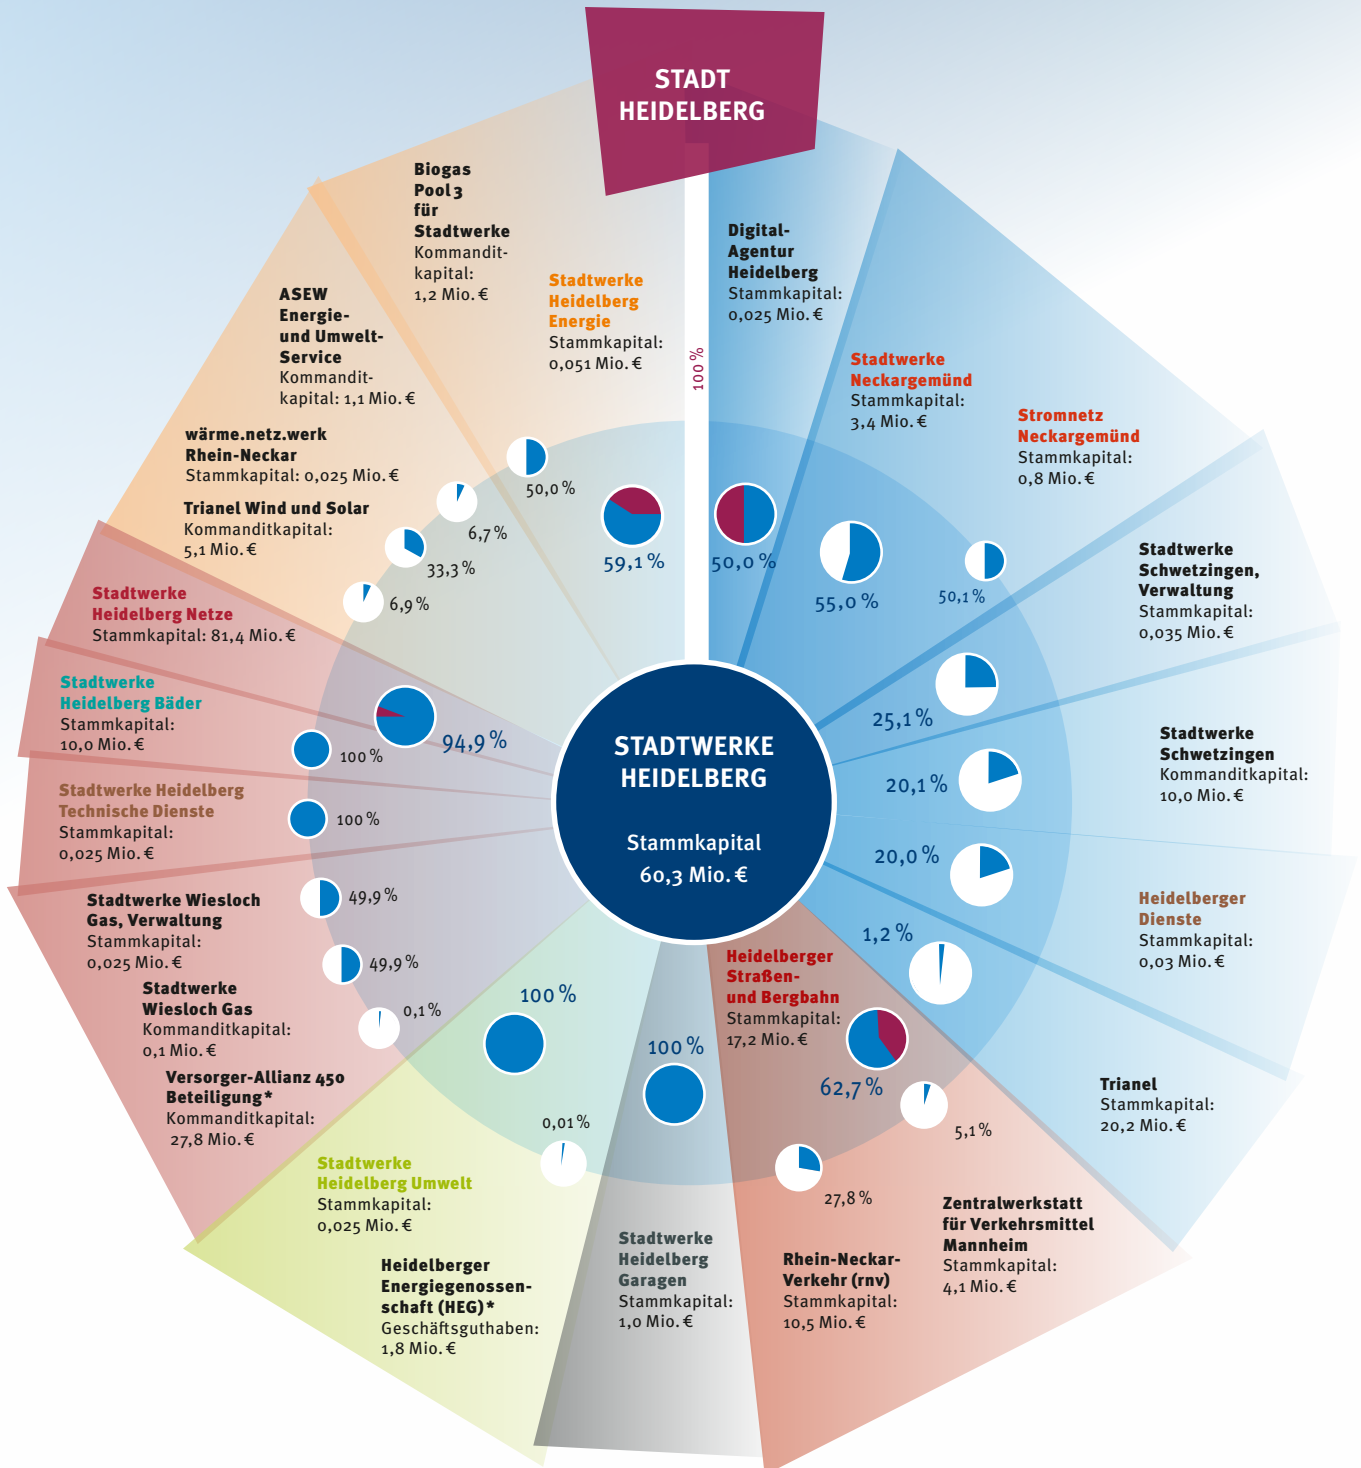 STADT
HEIDELBERG
100 %
Biogas
Pool 3
für
Stadtwerke
Kommandit-
kapital:
1,2 Mio. €
Stadtwerke
Heidelberg
Energie
Stammkapital:
0,051 Mio. €
ASEW
Energie-
und Umwelt-
Service
Kommandit-
kapital: 1,1 Mio. €
wärme.netz.werk
Rhein-Neckar
Stammkapital: 0,025 Mio. €
Trianel Wind und Solar
Kommanditkapital:
5,1 Mio. €
50,0 %
6,7 %
33,3 %
6,9 %
59,1 %
Digital-
Agentur
Heidelberg
Stammkapital:
0,025 Mio. €
50,0 %
Stadtwerke
Neckargemünd
Stammkapital:
3,4 Mio. €
55,0 %
Stromnetz
Neckargemünd
Stammkapital:
0,8 Mio. €
50,1 %
Stadtwerke
Schwetzingen,
Verwaltung
Stammkapital:
0,035 Mio. €
25,1 %
Stadtwerke
Schwetzingen
Kommanditkapital:
10,0 Mio. €
20,1 %
Heidelberger
Dienste
Stammkapital:
0,03 Mio. €
20,0 %
Trianel
Stammkapital:
20,2 Mio. €
1,2 %
STADTWERKE
HEIDELBERG
Stammkapital
60,3 Mio. €
Stadtwerke
Heidelberg Netze
Stammkapital: 81,4 Mio. €
94,9 %
Stadtwerke
Heidelberg Bäder
Stammkapital:
10,0 Mio. €
100 %
Stadtwerke Heidelberg
Technische Dienste
Stammkapital:
0,025 Mio. €
100 %
Stadtwerke Wiesloch
Gas, Verwaltung
Stammkapital:
0,025 Mio. €
49,9 %
Stadtwerke
Wiesloch Gas
Kommanditkapital:
0,1 Mio. €
49,9 %
Versorger-Allianz 450
Beteiligung*
Kommanditkapital:
27,8 Mio. €
0,1 %
Stadtwerke
Heidelberg Umwelt
Stammkapital:
0,025 Mio. €
100 %
Heidelberger
Energiegenossen-
schaft (HEG)*
Geschäftsguthaben:
1,8 Mio. €
0,01 %
Stadtwerke
Heidelberg
Garagen
Stammkapital:
1,0 Mio. €
100 %
Heidelberger
Straßen-
und Bergbahn
Stammkapital:
17,2 Mio. €
62,7 %
Rhein-Neckar-
Verkehr (rnv)
Stammkapital:
10,5 Mio. €
27,8 %
Zentralwerkstatt
für Verkehrsmittel
Mannheim
Stammkapital:
4,1 Mio. €
5,1 %